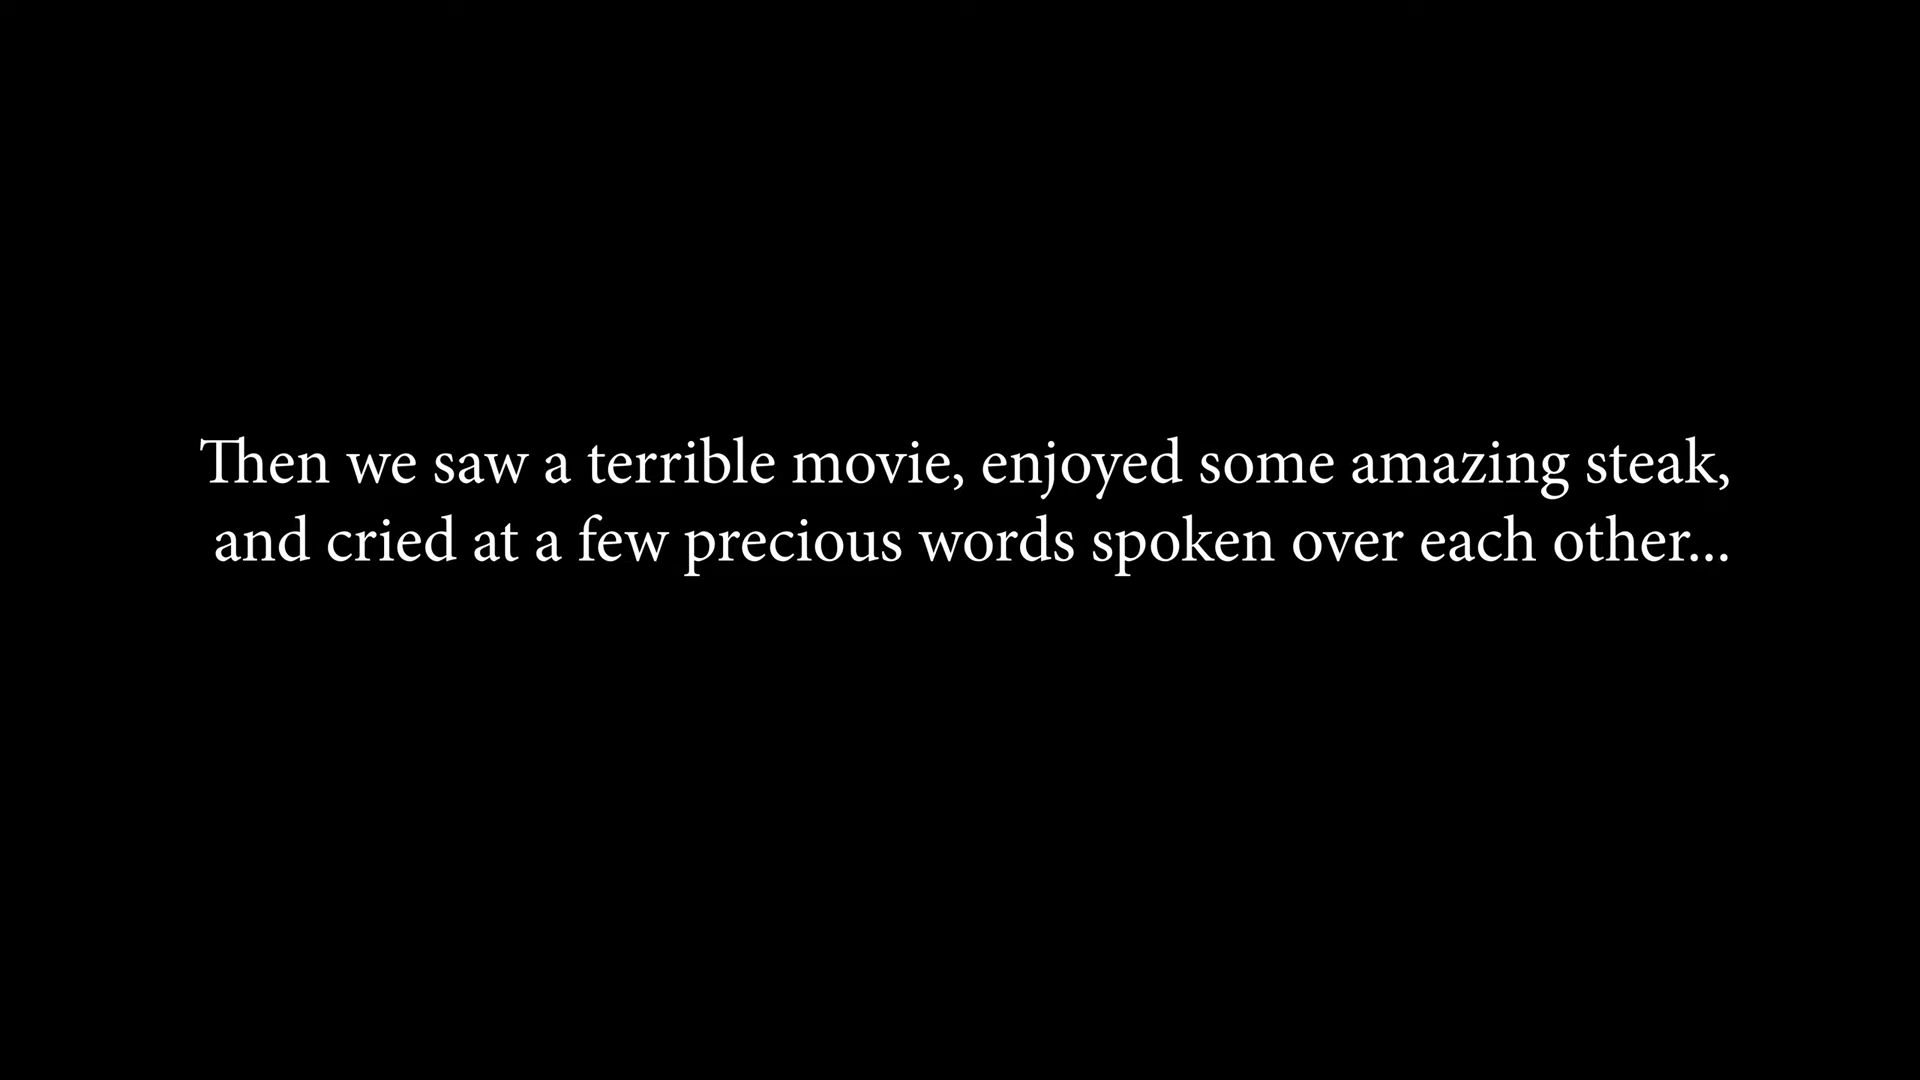 Then we saw a terrible movie, enjoyed some amazing steak,
and cried at a few precious words spoken over each other...